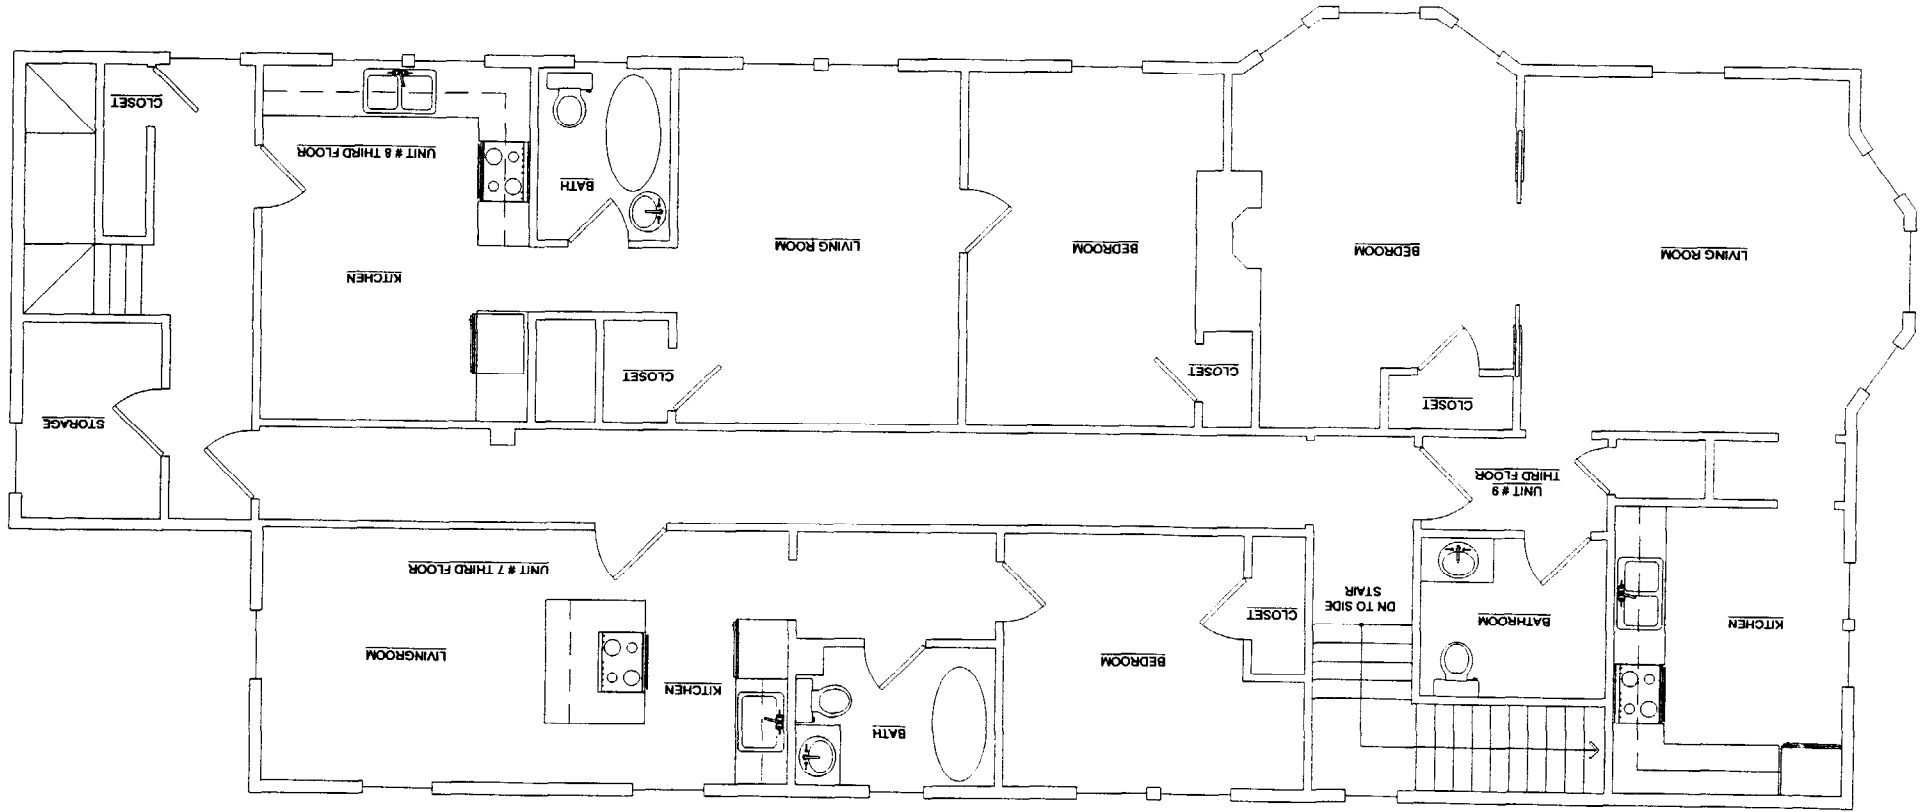 BATH
KITCHEN
BEDROOM
LIVINGROOM
KITCHEN
BATHROOM
CLOSET
DN TO SIDE
STAIR
UNIT # 7 THIRD FLOOR
UNIT # 9
THIRD FLOOR
STORAGE
CLOSET
CLOSET
CLOSET
KITCHEN
LIVING ROOM
BEDROOM
BEDROOM
LIVING ROOM
BATH
UNIT # 8 THIRD FLOOR
CLOSET